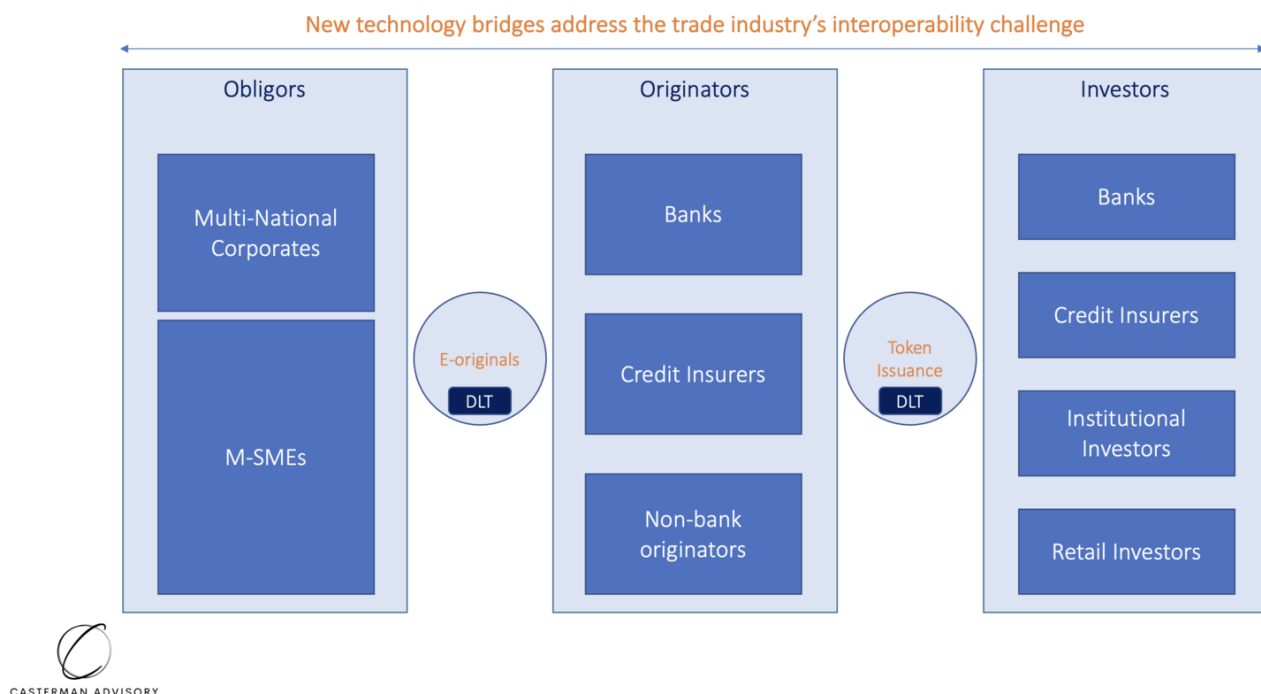 New technology bridges address the trade industry's interoperability challenge
Obligors
Multi-National
Corporates
M-SMEs
E-originals
DLT
Originators
Banks
Credit Insurers
Non-bank
originators
Token
Issuance
DLT
Investors
Banks
Credit Insurers
Institutional
Investors
Retail Investors
CASTERMAN ADVISORY